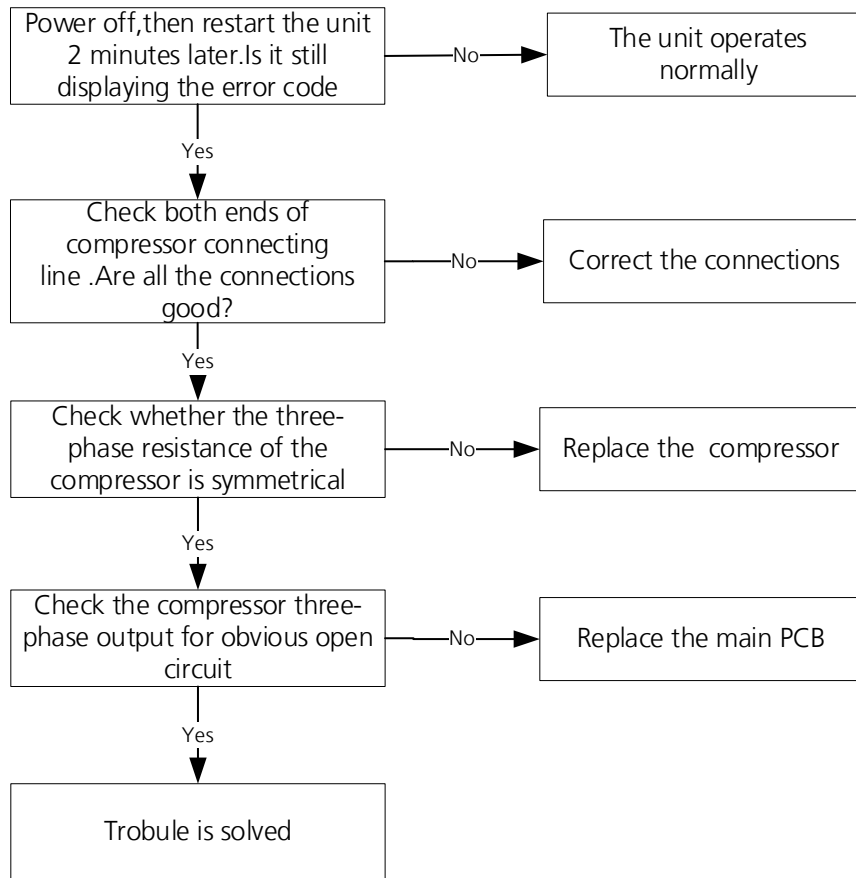 Power off,then restart the unit
2 minutes later.Is it still
displaying the error code
No
The unit operates
normally
Yes
Check both ends of
compressor connecting
line .Are all the connections
good?
No
Correct the connections
Yes
Check whether the three-
phase resistance of the
compressor is symmetrical
No
Replace the compressor
Yes
Check the compressor three-
phase output for obvious open
circuit
No
Replace the main PCB
Yes
Trobule is solved